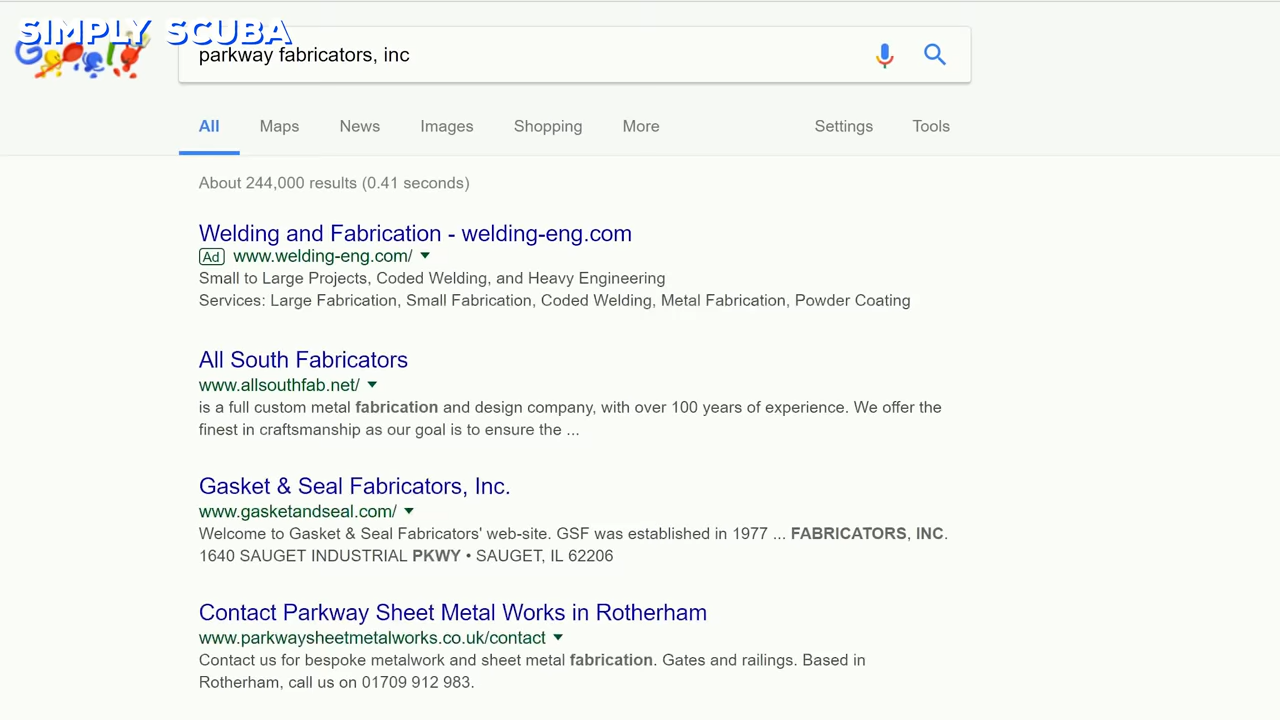 SIMPLY SCUBA
parkway fabricators, inc
All Maps News Images Shopping More Settings Tools
About 244,000 results (0.41 seconds)
Welding and Fabrication - welding-eng.com
Ad www.welding-eng.com/
Small to Large Projects, Coded Welding, and Heavy Engineering
Services: Large Fabrication, Small Fabrication, Coded Welding, Metal Fabrication, Powder Coating
All South Fabricators
www.allsouthfab.net/
is a full custom metal fabrication and design company, with over 100 years of experience. We offer the
finest in craftsmanship as our goal is to ensure the ...
Gasket & Seal Fabricators, Inc.
www.gasketandseal.com/
Welcome to Gasket & Seal Fabricators' web-site. GSF was established in 1977 ... FABRICATORS, INC.
1640 SAUGET INDUSTRIAL PKWY • SAUGET, IL 62206
Contact Parkway Sheet Metal Works in Rotherham
www.parkwaysheetmetalworks.co.uk/contact
Contact us for bespoke metalwork and sheet metal fabrication. Gates and railings. Based in
Rotherham, call us on 01709 912 983.